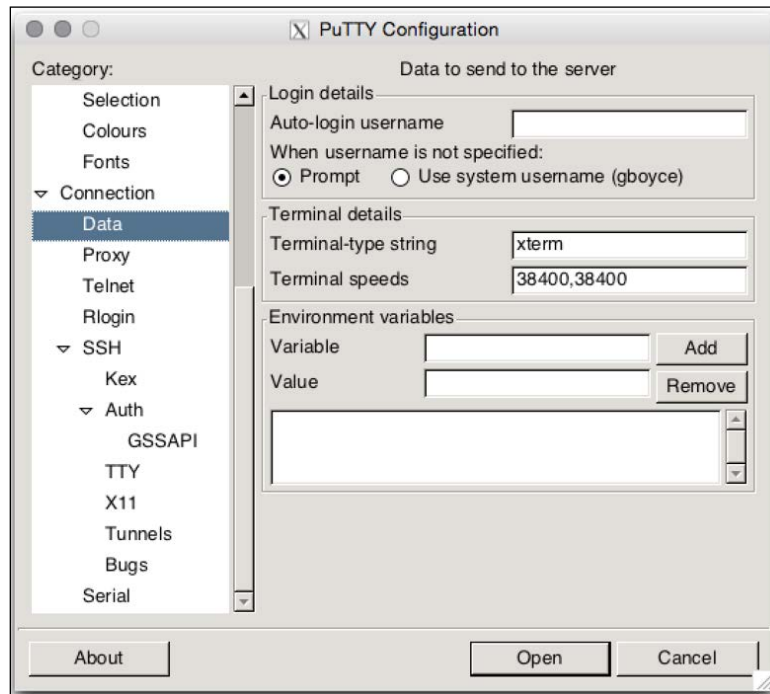 PuTTY Configuration
Category:
Selection
Colours
Fonts
Connection
Data
Proxy
Telnet
Rlogin
SSH
Kex
Auth
GSSAPI
TTY
X11
Tunnels
Bugs
Serial
Data to send to the server
Login details
Auto-login username
When username is not specified:
Prompt Use system username (gboyce)
Terminal details
Terminal-type string xterm
Terminal speeds 38400,38400
Environment variables
Variable Add
Value Remove
About Open Cancel